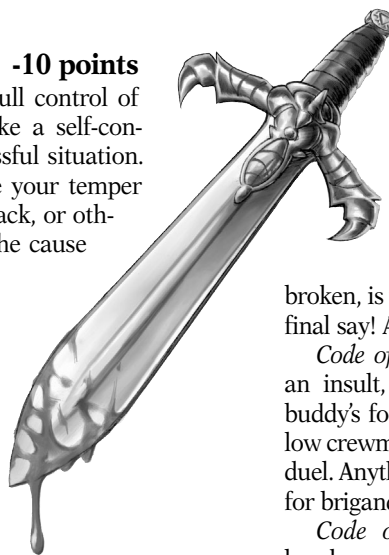 -10 points
ull control of
ke a self-con-
ssful situation.
e your temper
ack, or oth-
he cause
broken, is
final say! A
Code of
an insult,
buddy's fo
low crewm
duel. Anyth
for brigand
Code o